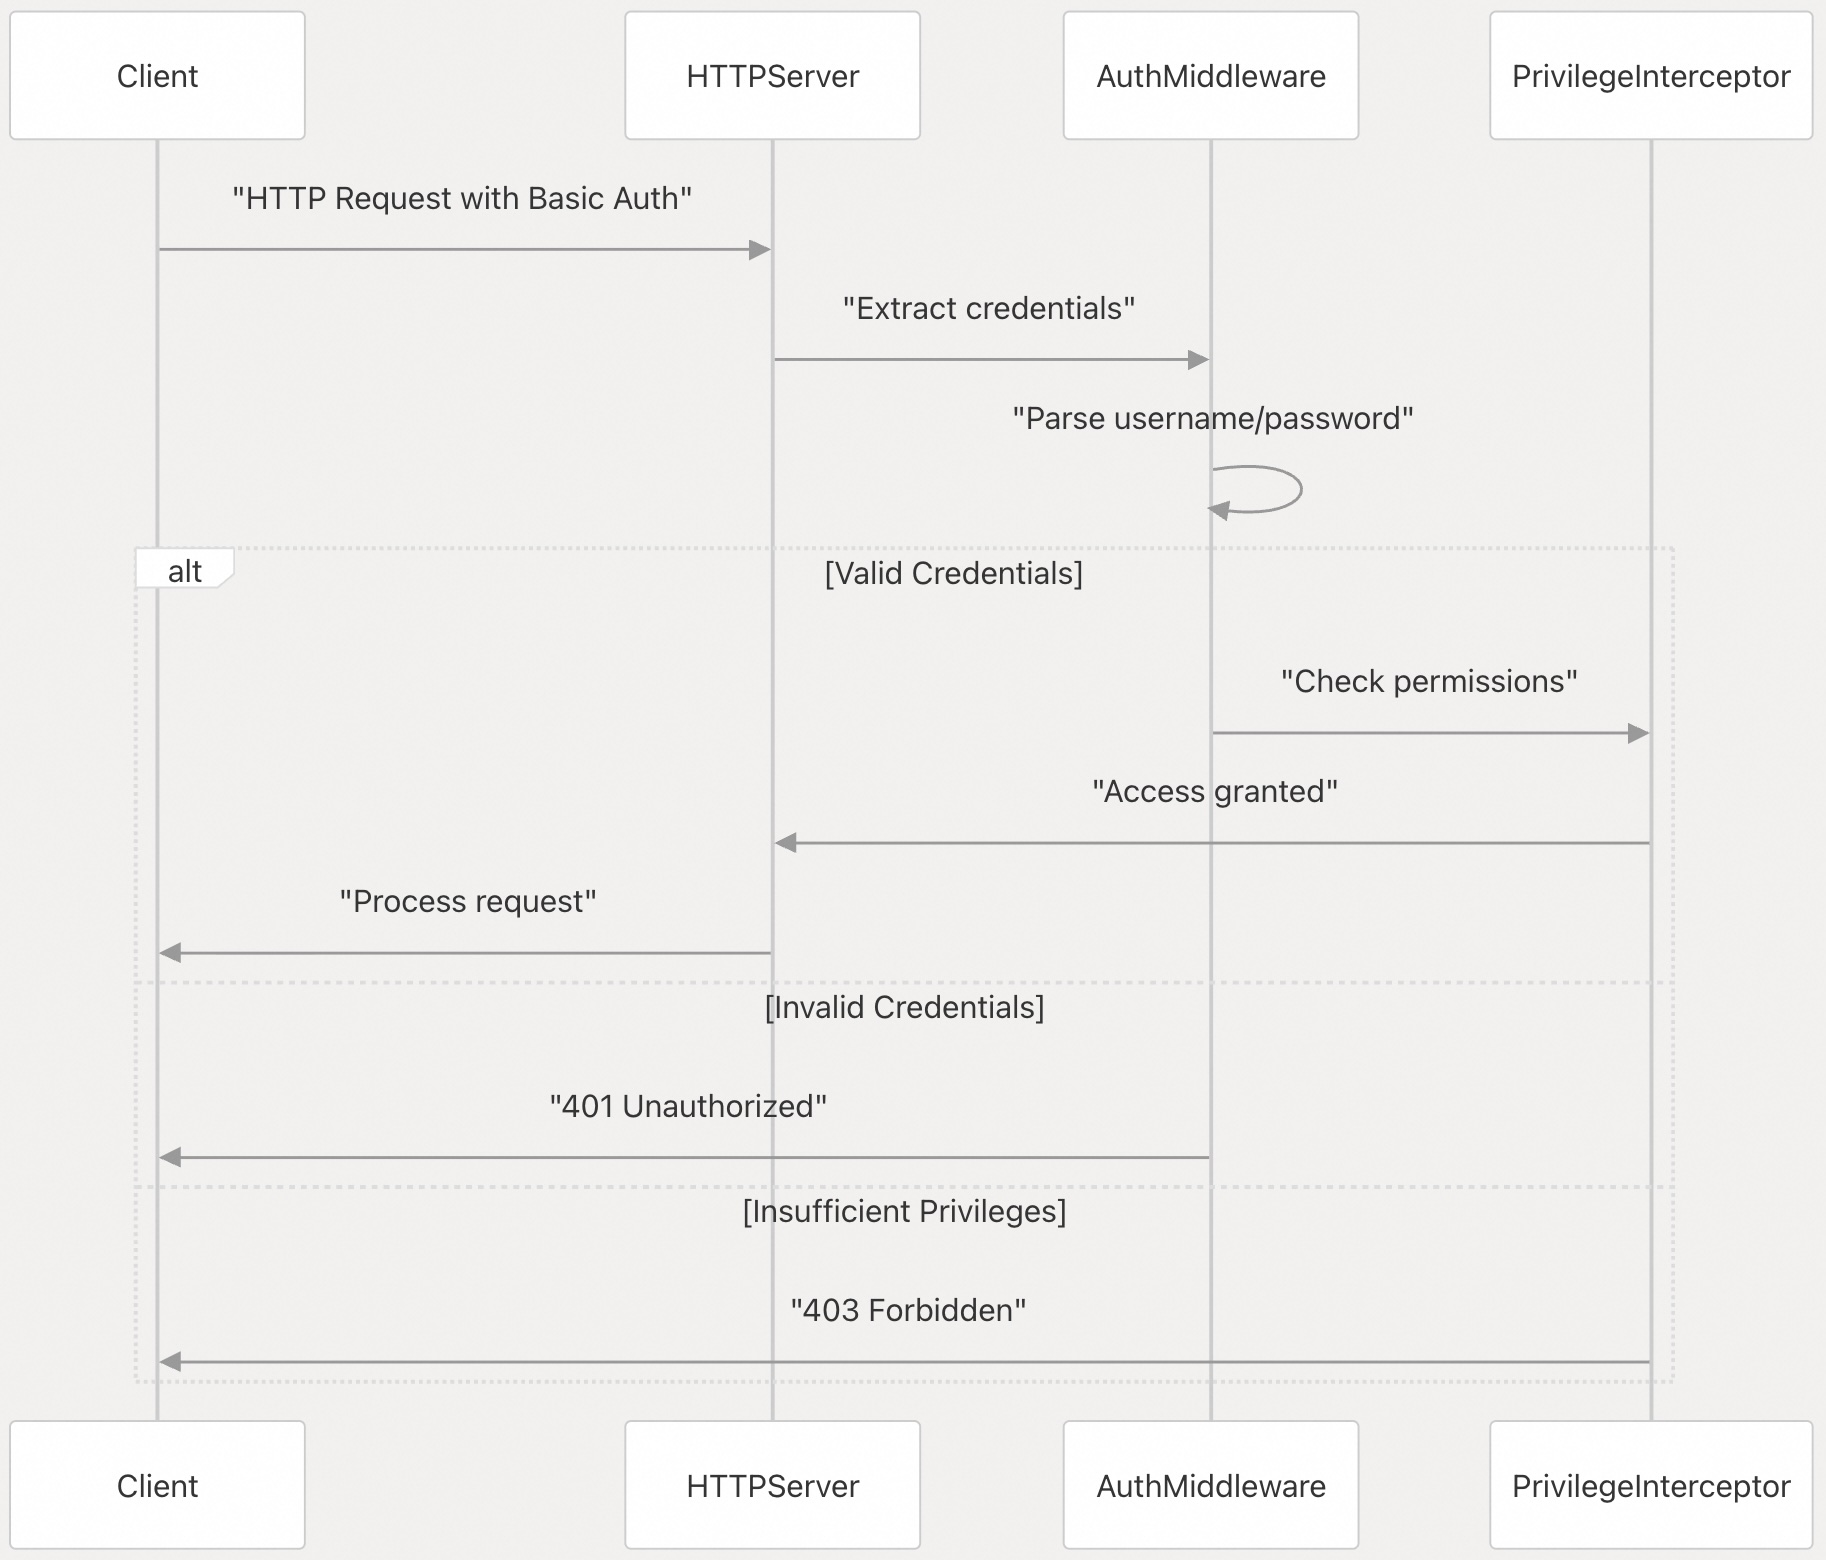 Client
HTTPServer
AuthMiddleware
PrivilegeInterceptor
"HTTP Request with Basic Auth"
"Extract credentials"
"Parse username/password"
alt
[Valid Credentials]
"Check permissions"
"Access granted"
"Process request"
[Invalid Credentials]
"401 Unauthorized"
[Insufficient Privileges]
"403 Forbidden"
Client
HTTPServer
AuthMiddleware
PrivilegeInterceptor